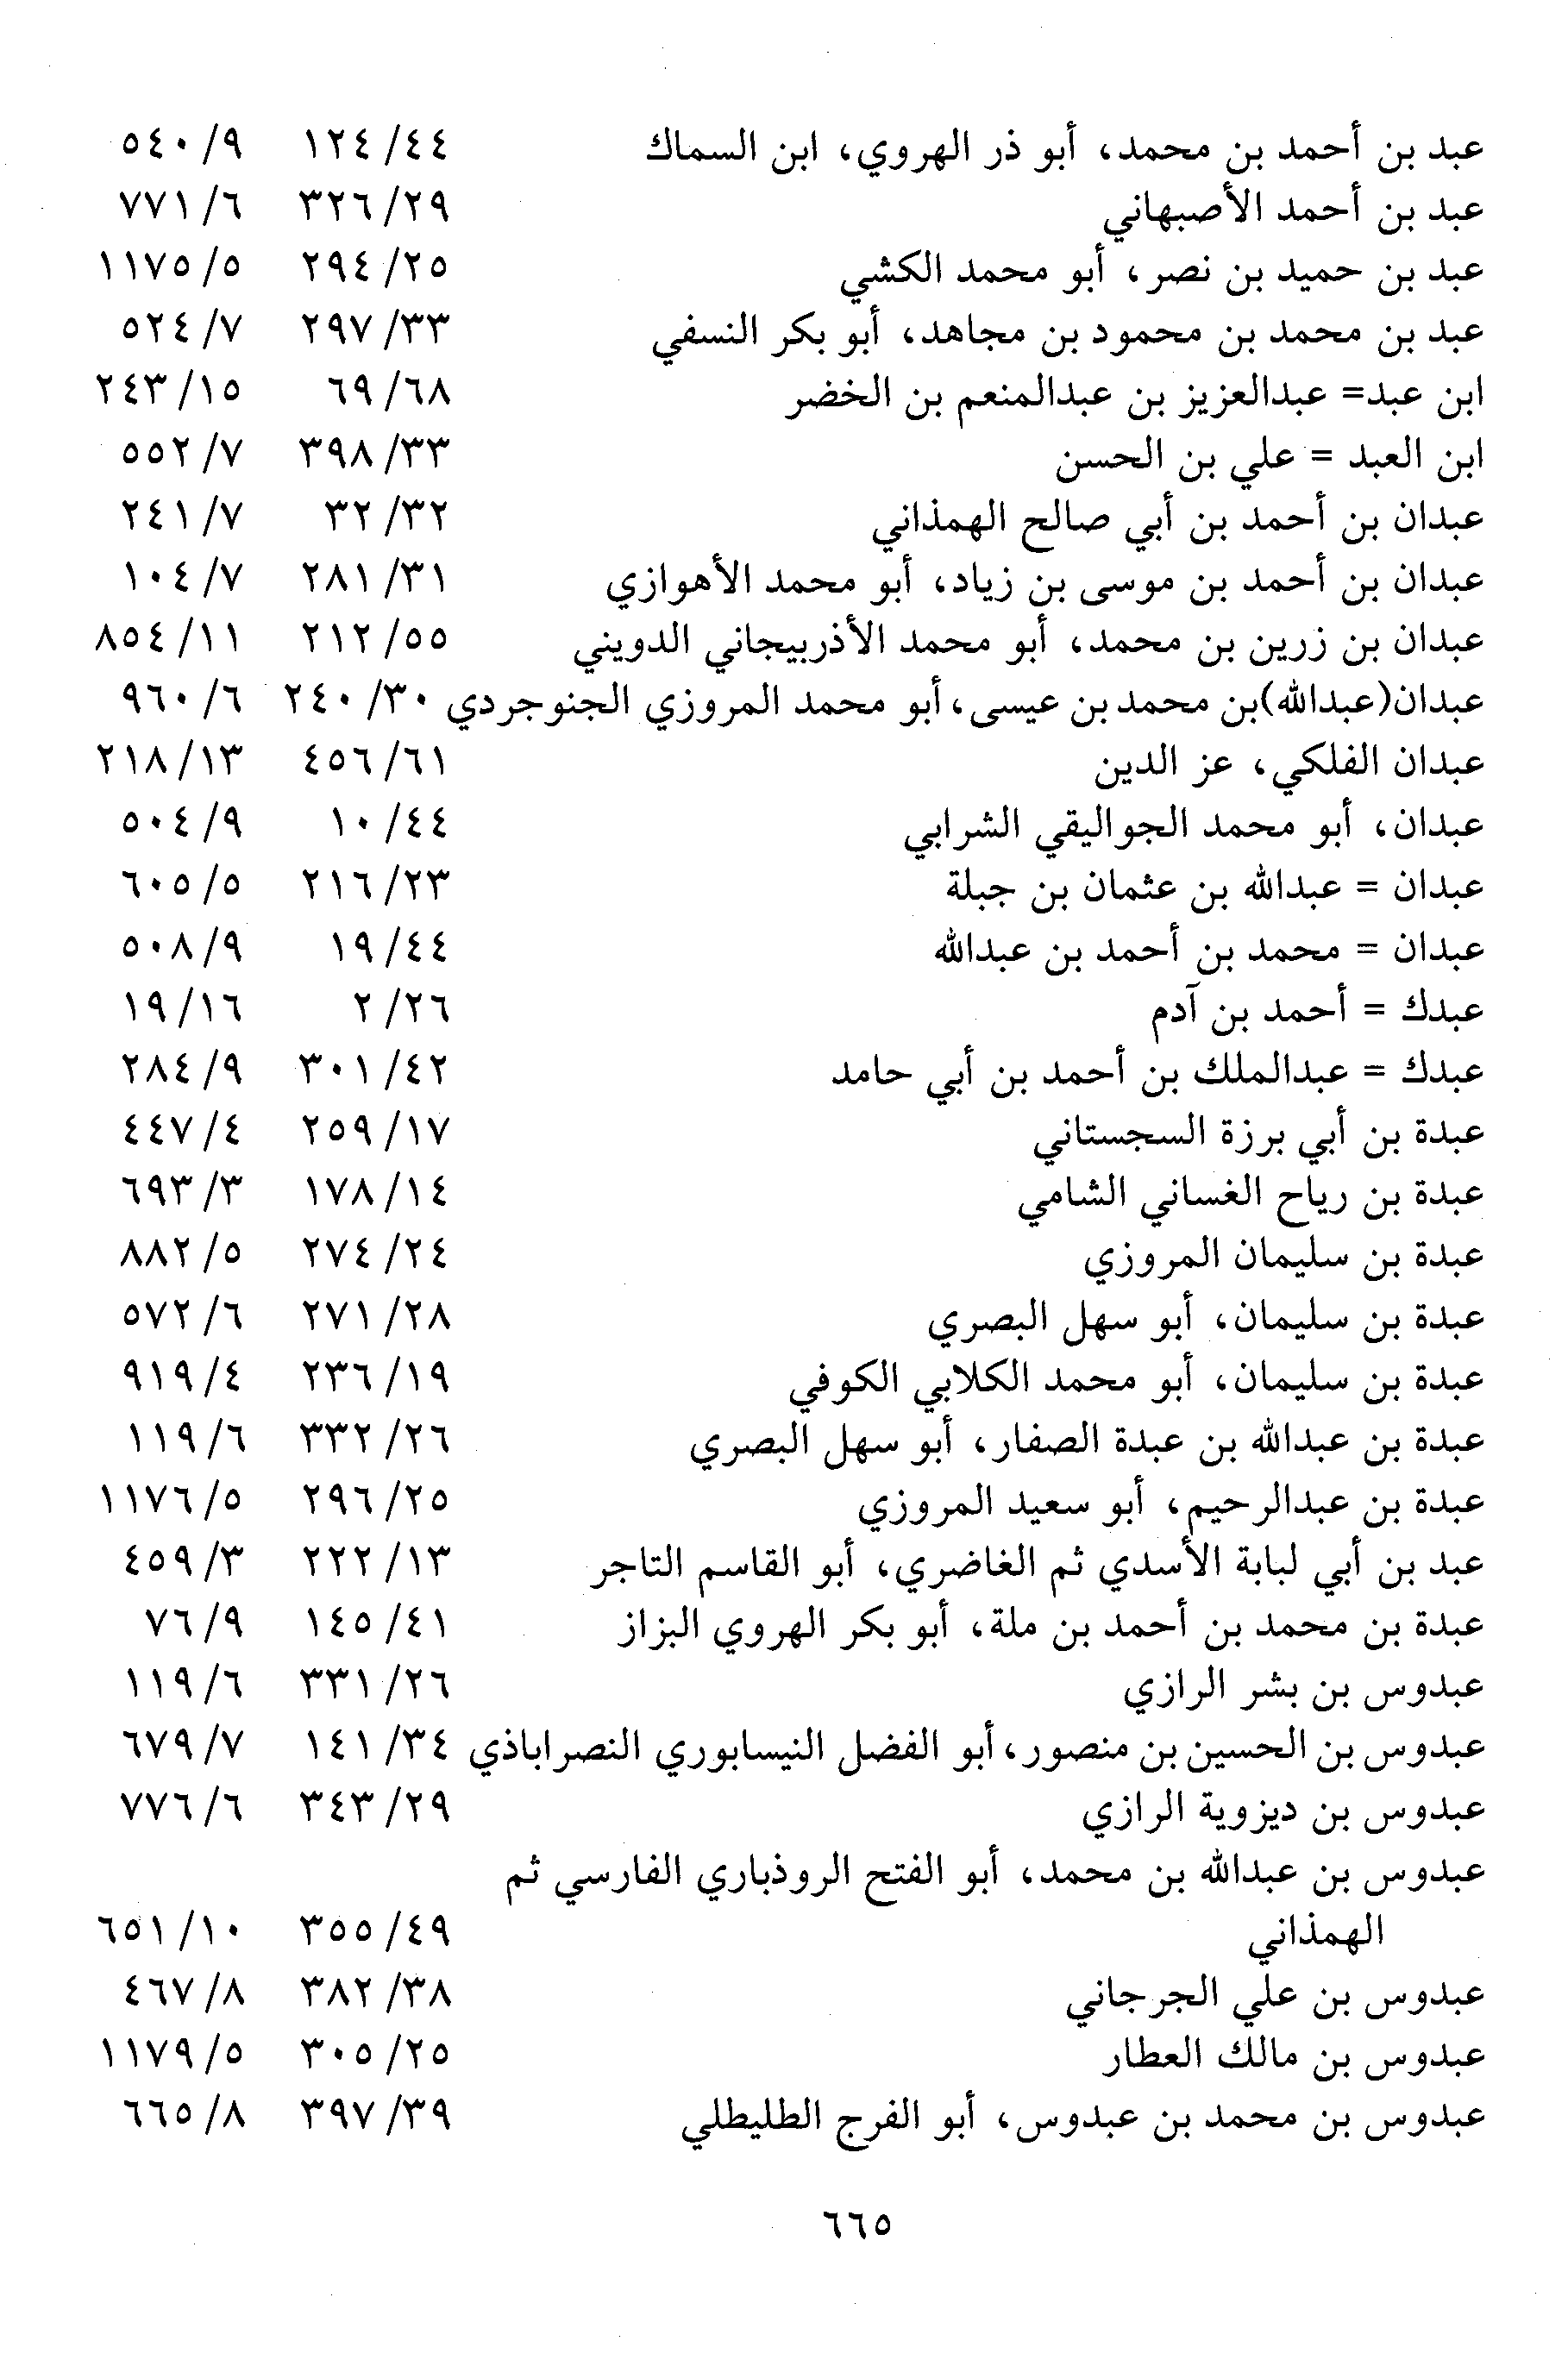 عبد بن أحمد بن محمد، أبو ذر الهروي، ابن السماك ٤٤/ ١٢٤ ٩/ ٥٤٠
عبد بن أحمد الأصبهاني ٢٩/ ٣٢٦ ٦/ ٧٧١
عبد بن حميد بن نصر، أبو محمد الكشي ٢٥/ ٢٩٤ ٥/ ١١٧٥
عبد بن محمد بن محمود بن مجاهد، أبو بكر النسفي ٣٣/ ٢٩٧ ٧/ ٥٢٤
ابن عبد= عبدالعزيز بن عبدالمنعم بن الخضر ٦٨/ ٦٩ ١٥/ ٢٤٣
ابن العبد = علي بن الحسن ٣٣/ ٣٩٨ ٧/ ٥٥٢
عبدان بن أحمد بن أبي صالح الهمذاني ٣٢/ ٣٢ ٧/ ٢٤١
عبدان بن أحمد بن موسى بن زياد، أبو محمد الأهوازي ٣١/ ٢٨١ ٧/ ١٠٤
عبدان بن زرين بن محمد، أبو محمد الأذربيجاني الدويني ٥٥/ ٢١٢ ١١/ ٨٥٤
عبدان(عبدالله)بن محمد بن عيسى، أبو محمد المروزي الجنوجردي ٣٠/ ٢٤٠ ٦/ ٩٦٠
عبدان الفلكي، عز الدين ٦١/ ٤٥٦ ١٣/ ٢١٨
عبدان، أبو محمد الجواليقي الشرابي ٤٤/ ١٠ ٩/ ٥٠٤
عبدان = عبدالله بن عثمان بن جبلة ٢٣/ ٢١٦ ٥/ ٦٠٥
عبدان = محمد بن أحمد بن عبدالله ٤٤/ ١٩ ٩/ ٥٠٨
عبدك = أحمد بن آدم ٢٦/ ٢ ١٦/ ١٩
عبدك = عبدالملك بن أحمد بن أبي حامد ٤٢/ ٣٠١ ٩/ ٢٨٤
عبدة بن أبي برزة السجستاني ١٧/ ٢٥٩ ٤/ ٤٤٧
عبدة بن رياح الغساني الشامي ١٤/ ١٧٨ ٣/ ٦٩٣
عبدة بن سليمان المروزي ٢٤/ ٢٧٤ ٥/ ٨٨٢
عبدة بن سليمان، أبو سهل البصري ٢٨/ ٢٧١ ٦/ ٥٧٢
عبدة بن سليمان، أبو محمد الكلابي الكوفي ١٩/ ٢٣٦ ٤/ ٩١٩
عبدة بن عبدالله بن عبدة الصفار، أبو سهل البصري ٢٦/ ٣٣٢ ٦/ ١١٩
عبدة بن عبدالرحيم، أبو سعيد المروزي ٢٥/ ٢٩٦ ٥/ ١١٧٦
عبد بن أبي لبابة الأسدي ثم الغاضري، أبو القاسم التاجر ١٣/ ٢٢٢ ٣/ ٤٥٩
عبدة بن محمد بن أحمد بن ملة، أبو بكر الهروي البزاز ٤١/ ١٤٥ ٩/ ٧٦
عبدوس بن بشر الرازي ٢٦/ ٣٣١ ٦/ ١١٩
عبدوس بن الحسين بن منصور، أبو الفضل النيسابوري النصراباذي ٣٤/ ١٤١ ٧/ ٦٧٩
عبدوس بن ديزوية الرازي ٢٩/ ٣٤٣ ٦/ ٧٧٦
عبدوس بن عبدالله بن محمد، أبو الفتح الروذباري الفارسي ثم
الهمذاني ٤٩/ ٣٥٥ ١٠/ ٦٥١
عبدوس بن علي الجرجاني ٣٨/ ٣٨٢ ٨/ ٤٦٧
عبدوس بن مالك العطار ٢٥/ ٣٠٥ ٥/ ١١٧٩
عبدوس بن محمد بن عبدوس، أبو الفرج الطليطلي ٣٩/ ٣٩٧ ٨/ ٦٦٥
٦٦٥